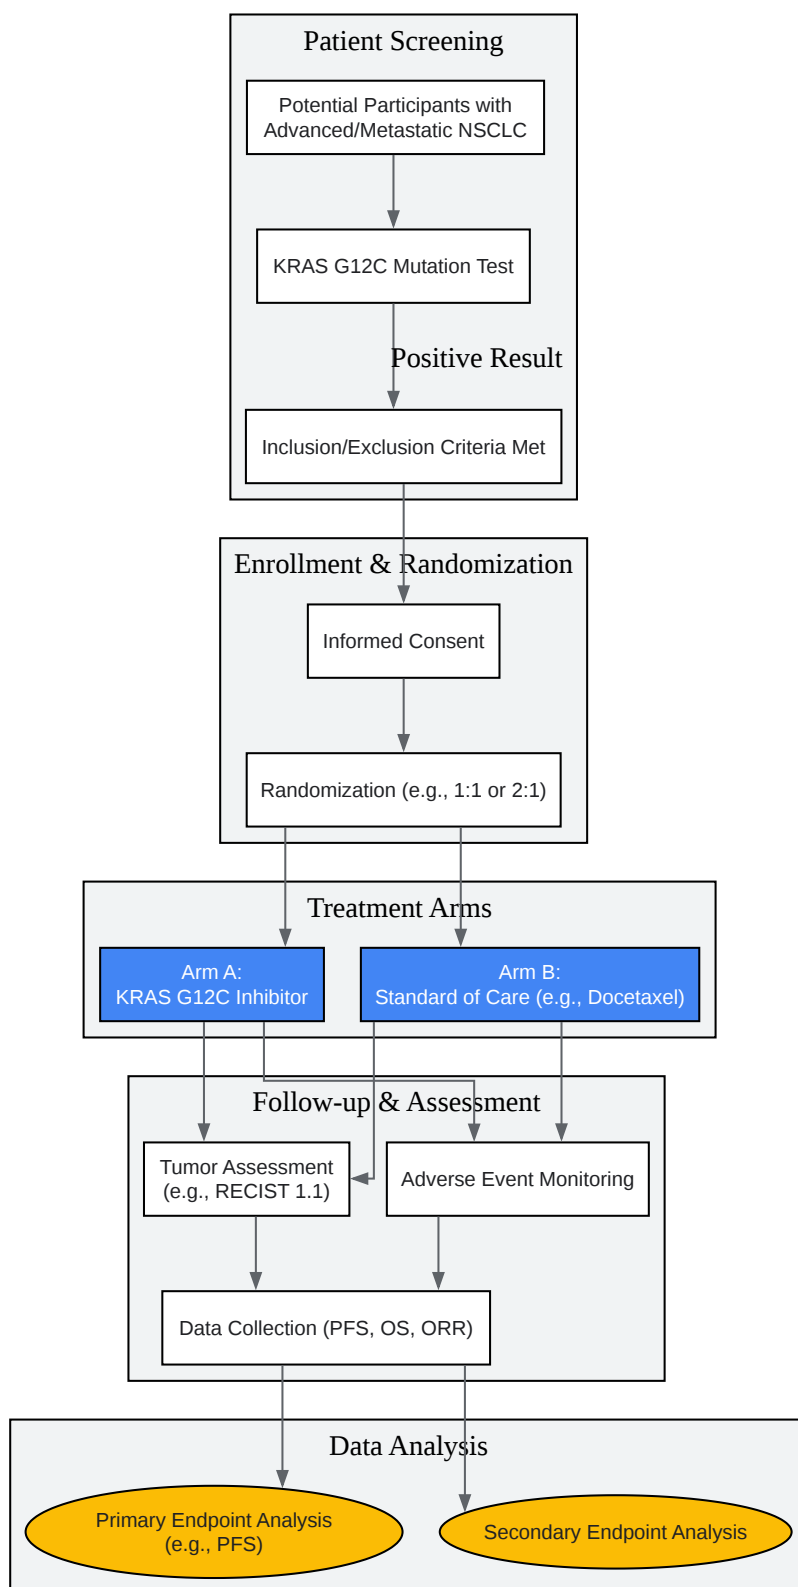 Patient Screening
Potential Participants with
Advanced/Metastatic NSCLC
KRAS G12C Mutation Test
Positive Result
Inclusion/Exclusion Criteria Met
Enrollment & Randomization
Informed Consent
Randomization (e.g., 1:1 or 2:1)
Treatment Arms
Arm A:
KRAS G12C Inhibitor
Arm B:
Standard of Care (e.g., Docetaxel)
Follow-up & Assessment
Tumor Assessment
(e.g., RECIST 1.1)
Adverse Event Monitoring
Data Collection (PFS, OS, ORR)
Data Analysis
Primary Endpoint Analysis
(e.g., PFS)
Secondary Endpoint Analysis